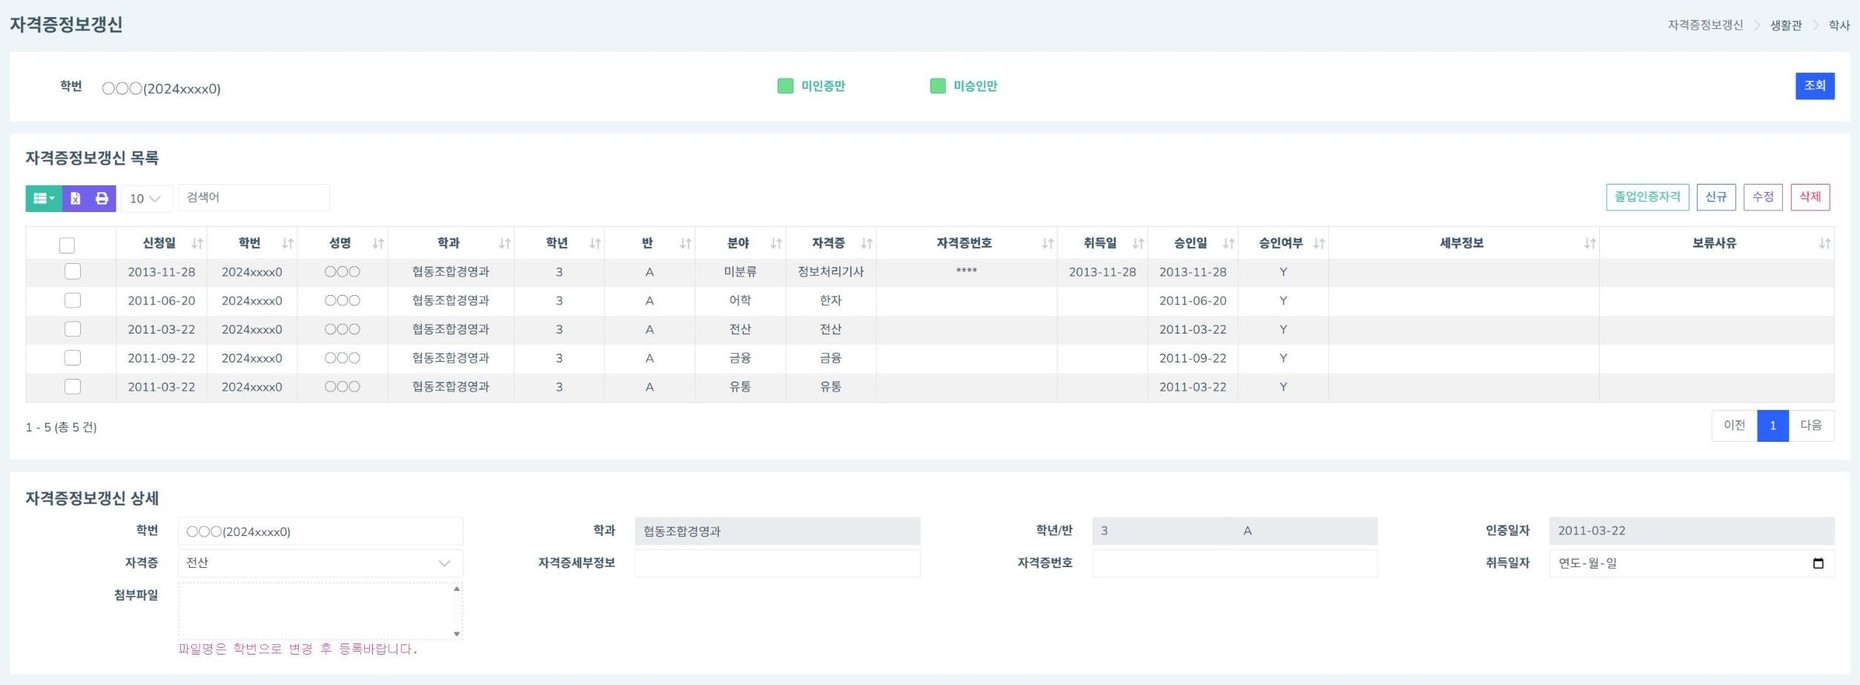 자격증정보갱신
자격증정보갱신 > 생활관 > 학사
학번 ○○○(2024xxxx0) 미인증만 미승인만 조회
자격증정보갱신 목록
10 검색어 졸업인증자격 신규 수정 삭제
신청일 학번 성명 학과 학년 반 분야 자격증 자격증번호 취득일 승인일 승인여부 세부정보 보류사유
2013-11-28 2024xxxx0 ○○○ 협동조합경영과 3 A 미분류 정보처리기사 **** 2013-11-28 2013-11-28 Y
2011-06-20 2024xxxx0 ○○○ 협동조합경영과 3 A 어학 한자 2011-06-20 Y
2011-03-22 2024xxxx0 ○○○ 협동조합경영과 3 A 전산 전산 2011-03-22 Y
2011-09-22 2024xxxx0 ○○○ 협동조합경영과 3 A 금융 금융 2011-09-22 Y
2011-03-22 2024xxxx0 ○○○ 협동조합경영과 3 A 유통 유통 2011-03-22 Y
1 - 5 (총 5 건) 이전 1 다음
자격증정보갱신 상세
학번 ○○○(2024xxxx0) 학과 협동조합경영과 학년/반 3 A 인증일자 2011-03-22
자격증 전산 자격증세부정보 자격증번호 취득일자 연도-월-일
첨부파일
파일명은 학번으로 변경 후 등록바랍니다.